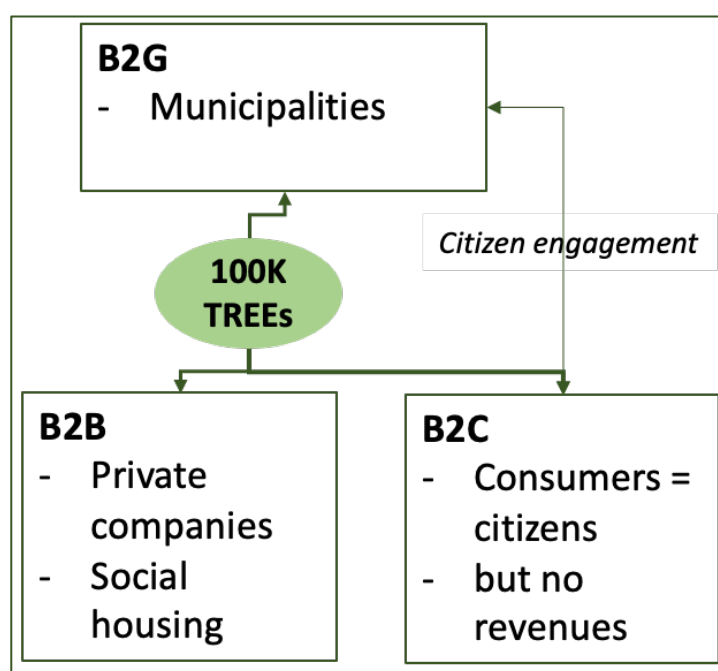 B2G
- Municipalities
Citizen engagement
100K
TREEs
B2B
- Private
companies
- Social
housing
B2C
- Consumers =
citizens
- but no
revenues